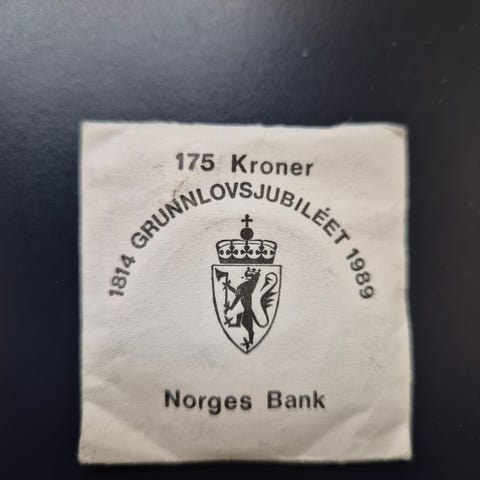 175 Kroner
1814 GRUNNLOVSJUBILÉET 1989
Norges Bank